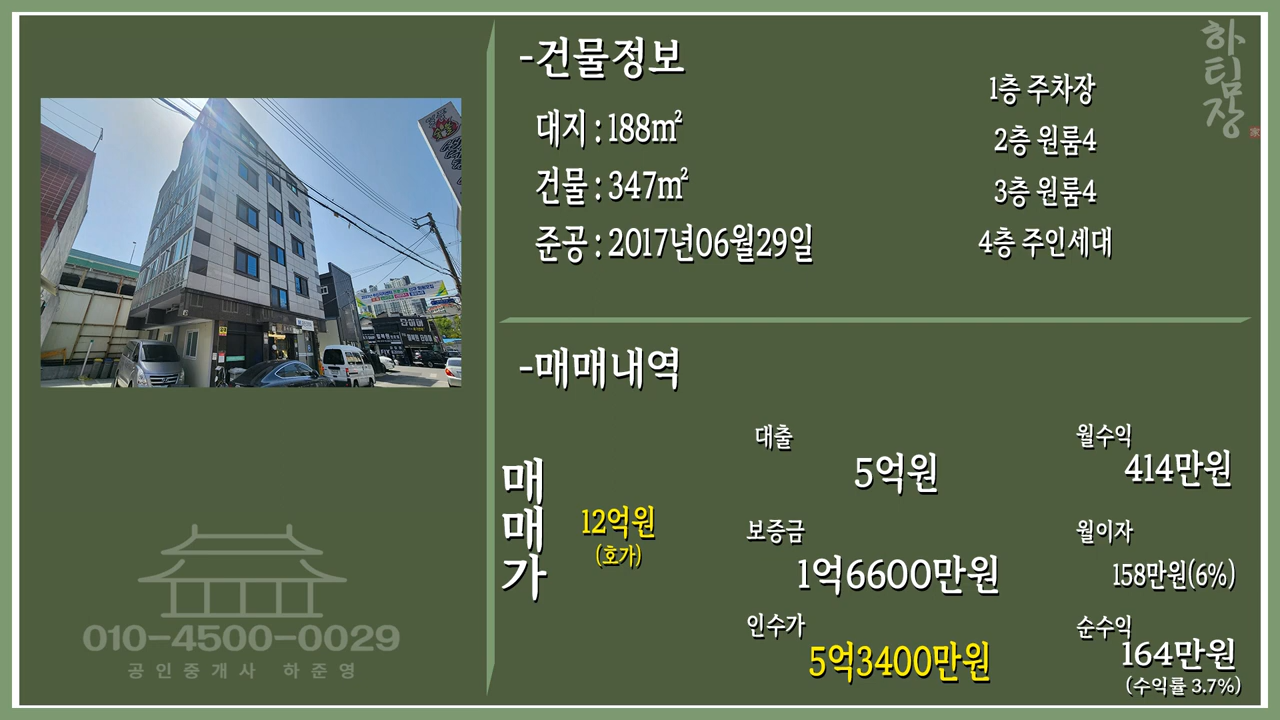 -건물정보
대지 : 188㎡
건물 : 347㎡
준공 : 2017년06월29일
1층 주차장
2층 원룸4
3층 원룸4
4층 주인세대
하팀장
家
-매매내역
매매가
12억원
(호가)
대출
5억원
보증금
1억6600만원
인수가
5억3400만원
월수익
414만원
월이자
158만원(6%)
순수익
164만원
(수익률 3.7%)
010-4500-0029
공인중개사 하준영